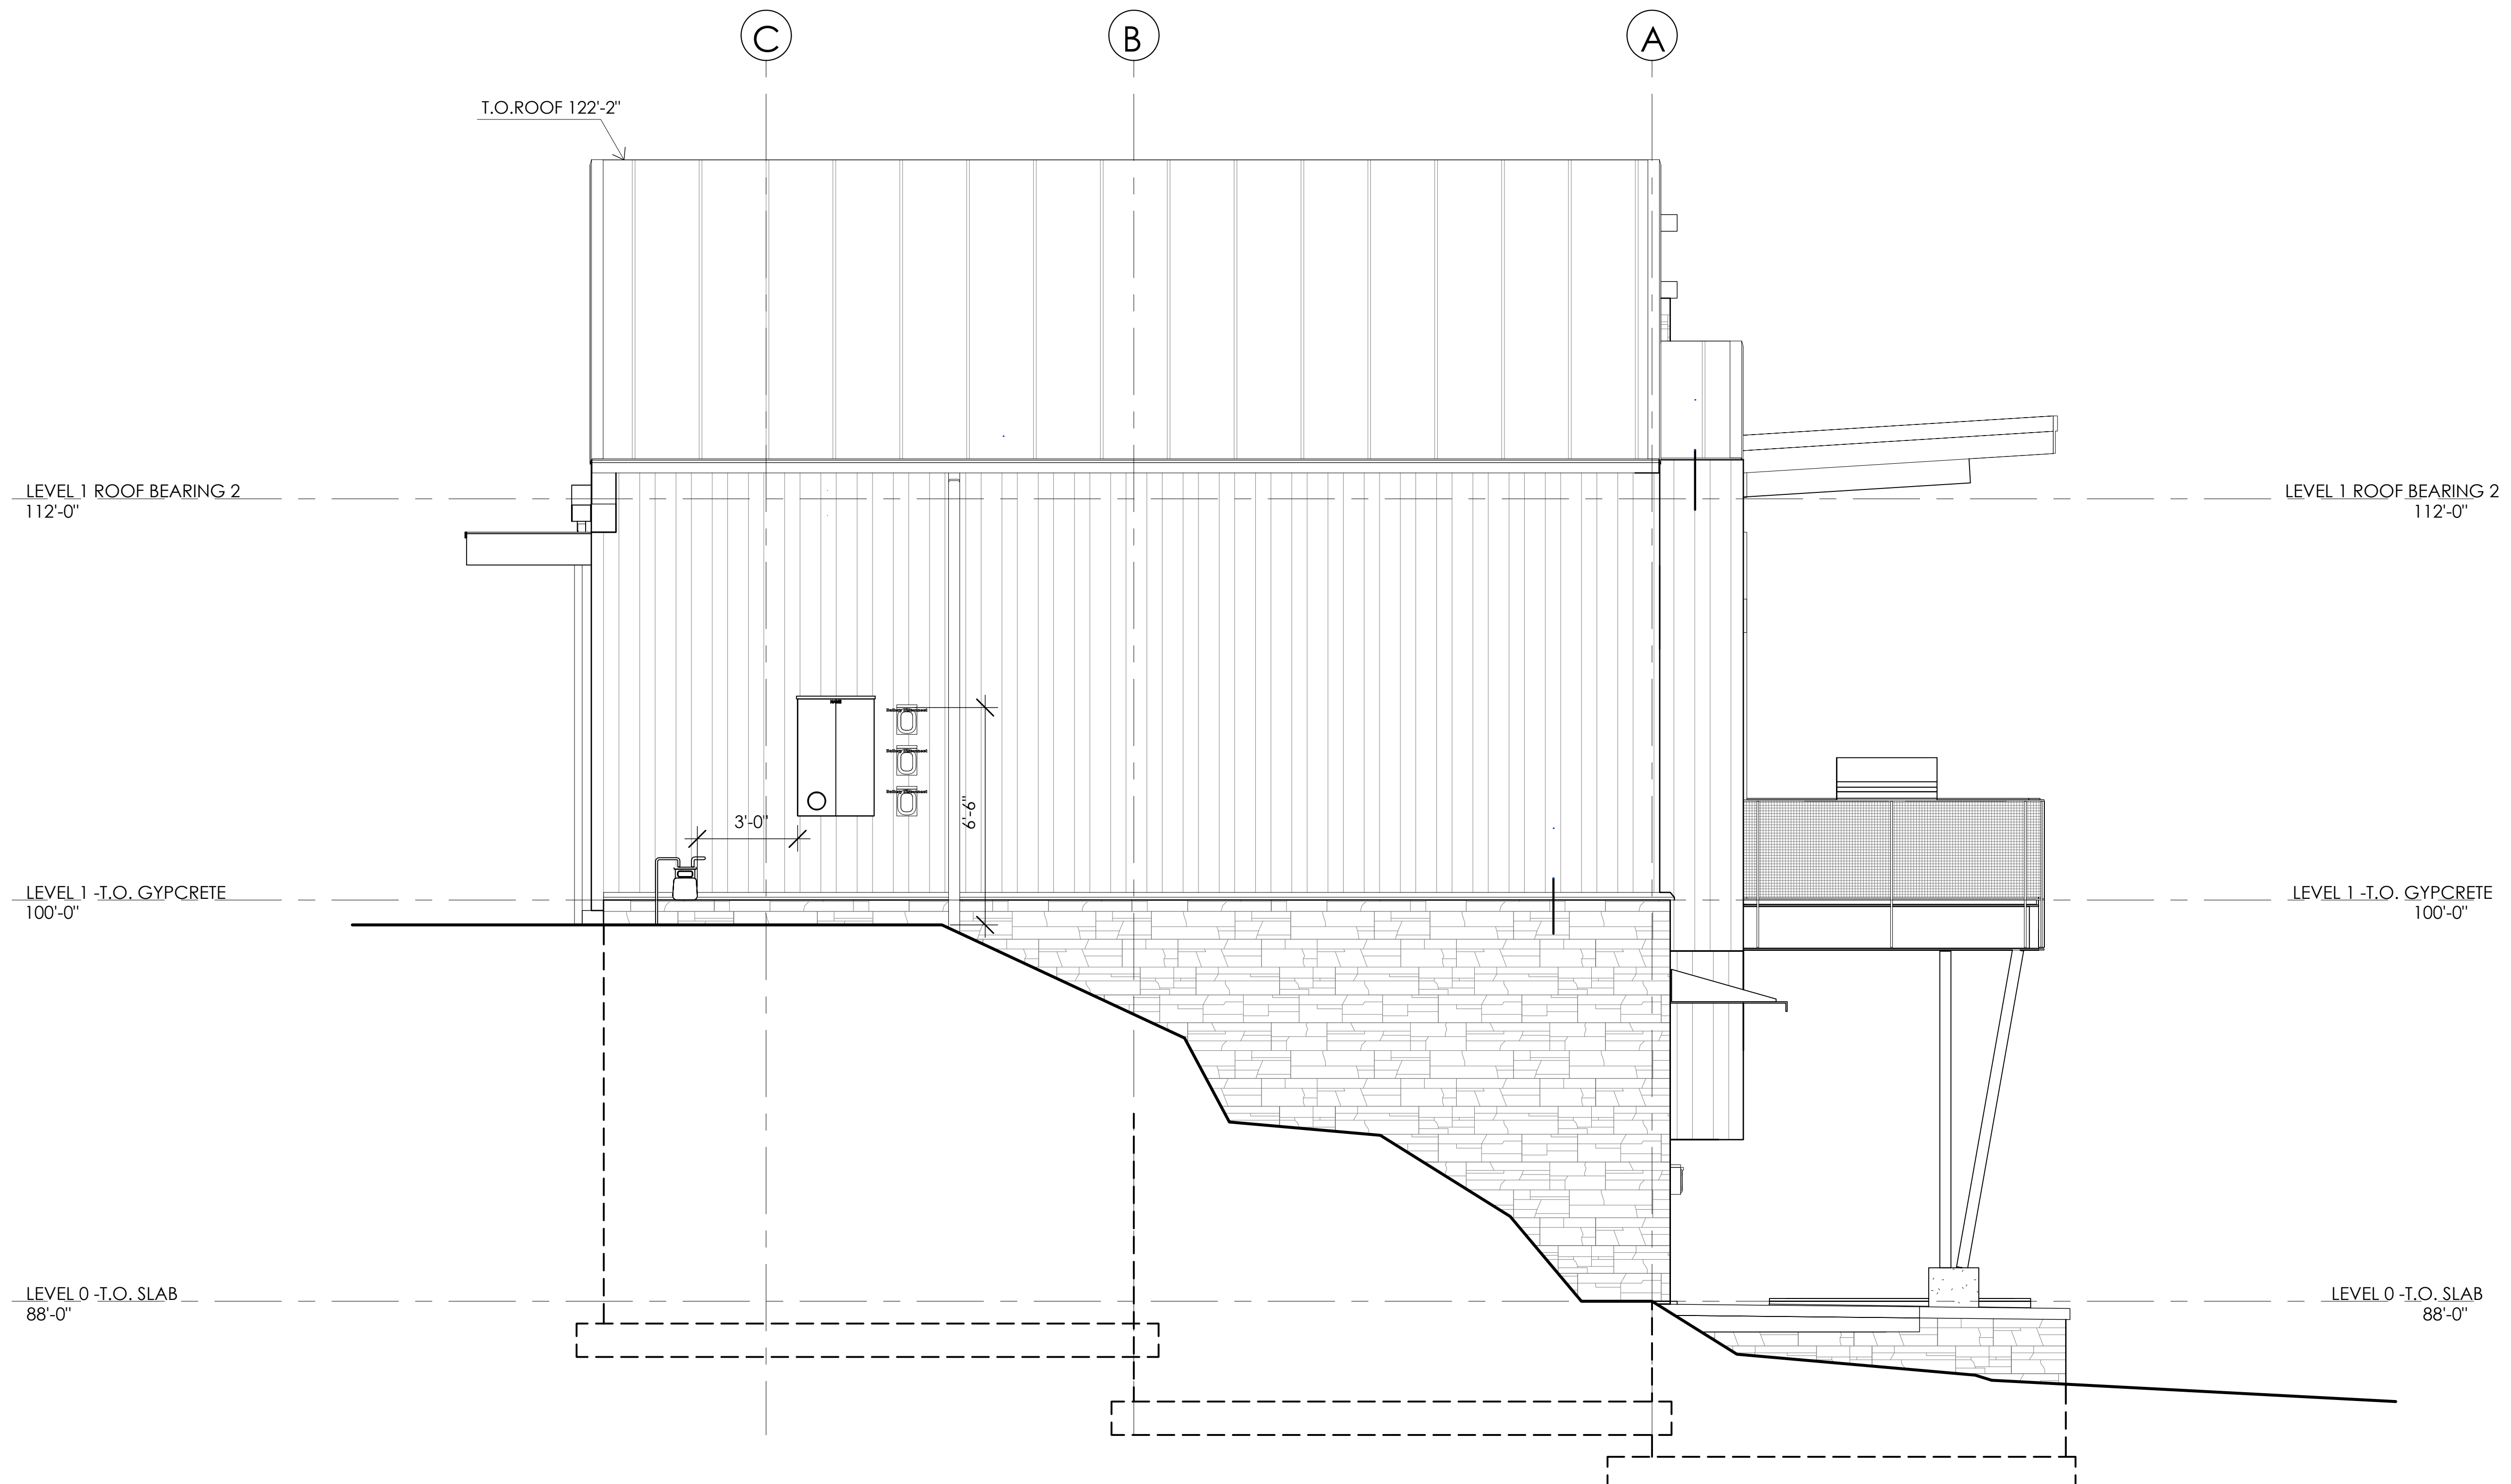 C
B
A
T.O.ROOF 122'-2"
LEVEL 1 ROOF BEARING 2
112'-0"
LEVEL 1 ROOF BEARING 2
112'-0"
3'-0"
6'-6"
LEVEL 1 -T.O. GYPCRETE
100'-0"
LEVEL 1 -T.O. GYPCRETE
100'-0"
LEVEL 0 -T.O. SLAB
88'-0"
LEVEL 0 -T.O. SLAB
88'-0"